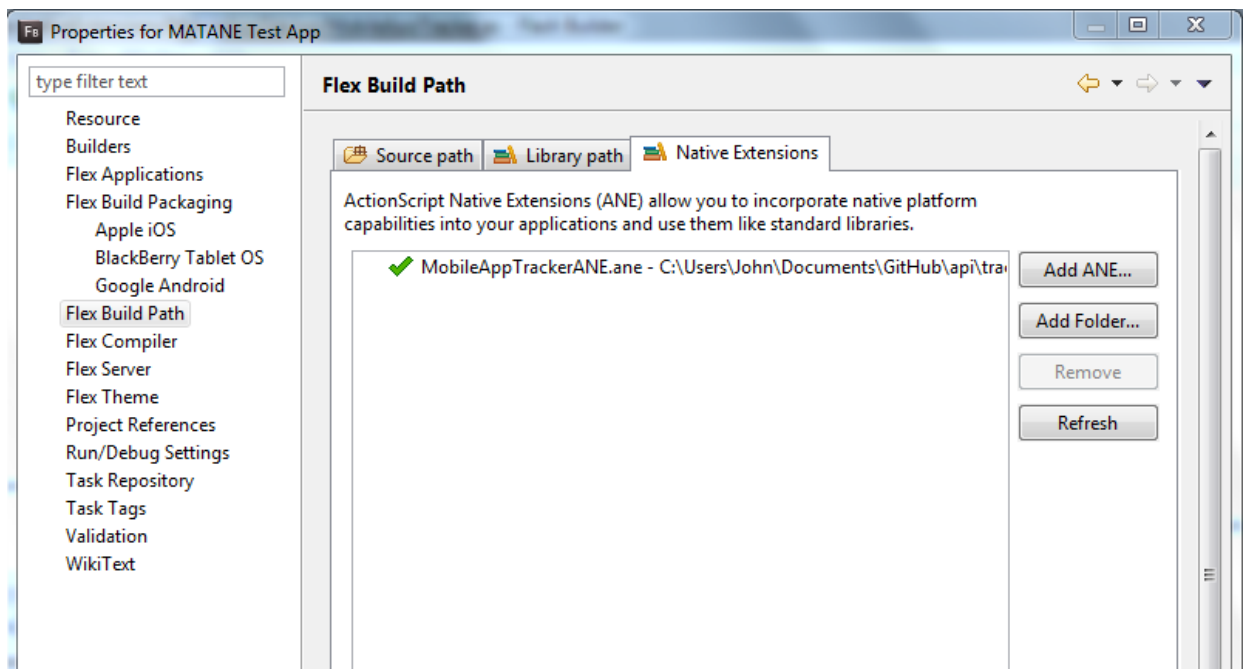 FB Properties for MATANE Test App
type filter text
Resource
Builders
Flex Applications
Flex Build Packaging
Apple iOS
BlackBerry Tablet OS
Google Android
Flex Build Path
Flex Compiler
Flex Server
Flex Theme
Project References
Run/Debug Settings
Task Repository
Task Tags
Validation
WikiText
Flex Build Path
Source path
Library path
Native Extensions
ActionScript Native Extensions (ANE) allow you to incorporate native platform
capabilities into your applications and use them like standard libraries.
MobileAppTrackerANE.ane - C:\Users\John\Documents\GitHub\api\tra
Add ANE...
Add Folder...
Remove
Refresh